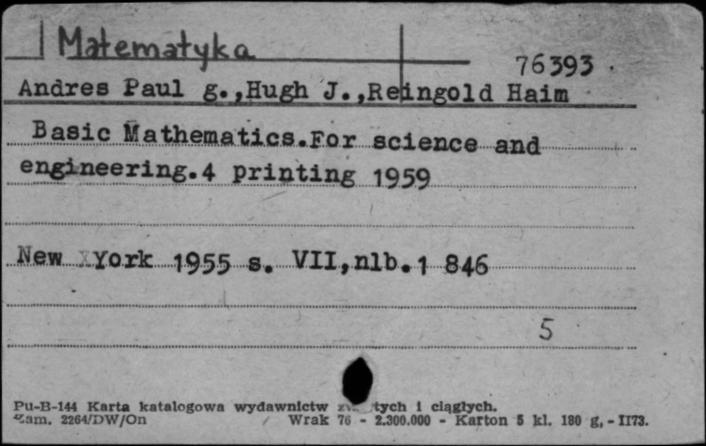 Matematyka
76393
Andres Paul g.,Hugh J.,Reingold Haim
Basic Mathematics.For science and
engineering.4 printing 1959
New York 1955 s. VII,nlb.1 846
5
Pu-B-144 Karta katalogowa wydawnictw tych i ciągłych.
Zam. 2264/DW/On Wrak 76 - 2.300.000 - Karton 5 kl. 180 g, - II73.